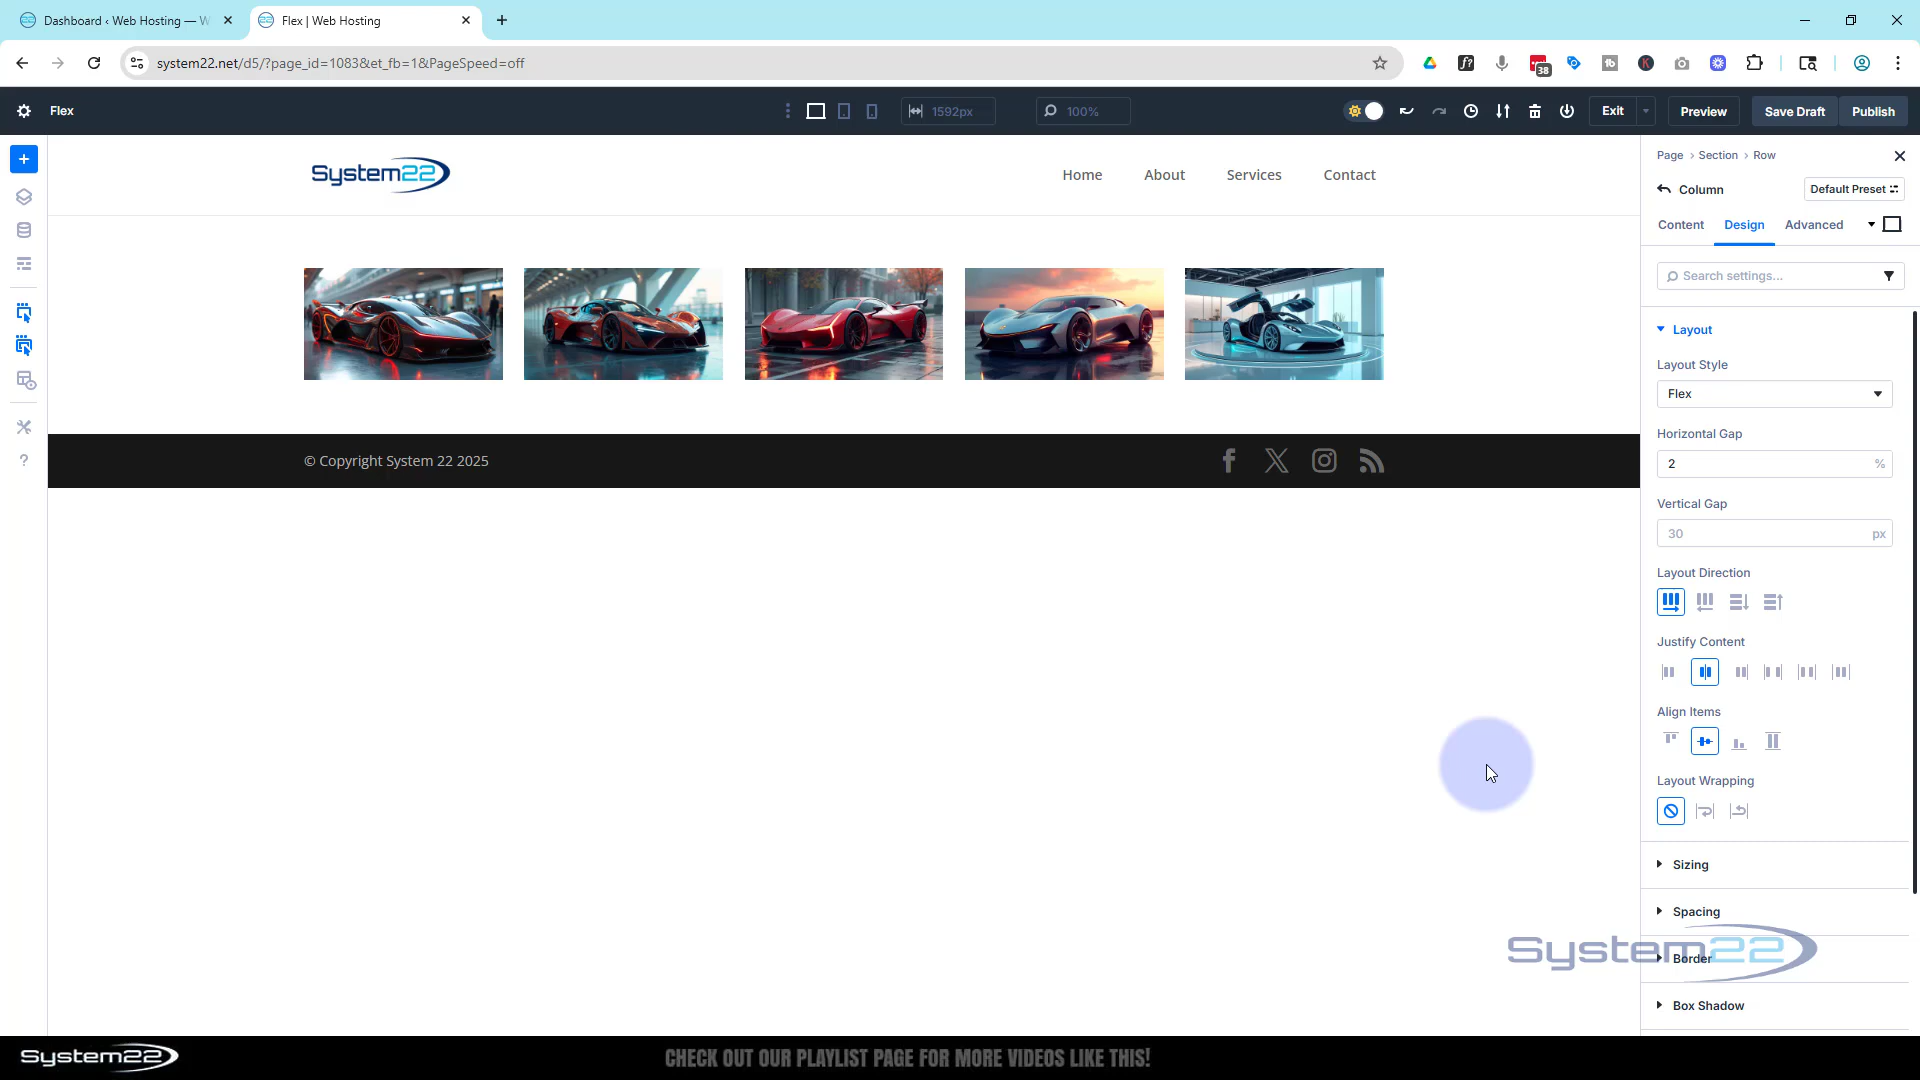 Dashboard ‹ Web Hosting — W
Flex | Web Hosting
system22.net/d5/?page_id=1083&et_fb=1&PageSpeed=off
38
Flex
1592px
100%
Exit
Preview
Save Draft
Publish
System22
Home
About
Services
Contact
© Copyright System 22 2025
Page › Section › Row
Column
Default Preset
Content
Design
Advanced
Search settings...
Layout
Layout Style
Flex
Horizontal Gap
2 %
Vertical Gap
30 px
Layout Direction
Justify Content
Align Items
Layout Wrapping
Sizing
Spacing
System22
Border
Box Shadow
System22
CHECK OUT OUR PLAYLIST PAGE FOR MORE VIDEOS LIKE THIS!